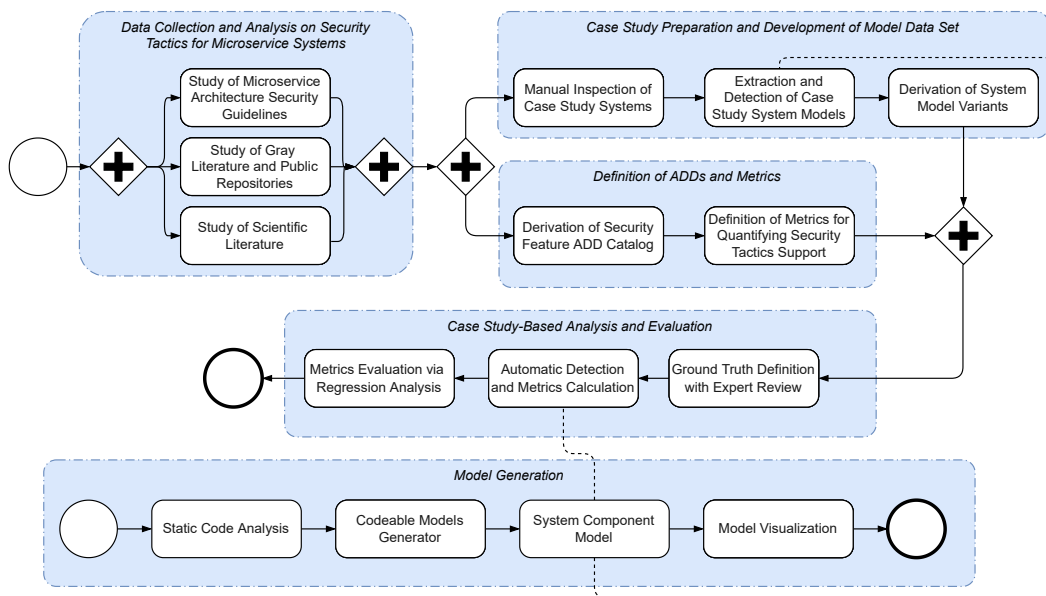 Data Collection and Analysis on Security
Tactics for Microservice Systems
Study of Microservice
Architecture Security
Guidelines
Study of Gray
Literature and Public
Repositories
Study of Scientific
Literature
Case Study Preparation and Development of Model Data Set
Manual Inspection of
Case Study Systems
Extraction and
Detection of Case
Study System Models
Derivation of System
Model Variants
Definition of ADDs and Metrics
Derivation of Security
Feature ADD Catalog
Definition of Metrics for
Quantifying Security
Tactics Support
Case Study-Based Analysis and Evaluation
Metrics Evaluation via
Regression Analysis
Automatic Detection
and Metrics Calculation
Ground Truth Definition
with Expert Review
Model Generation
Static Code Analysis
Codeable Models
Generator
System Component
Model
Model Visualization